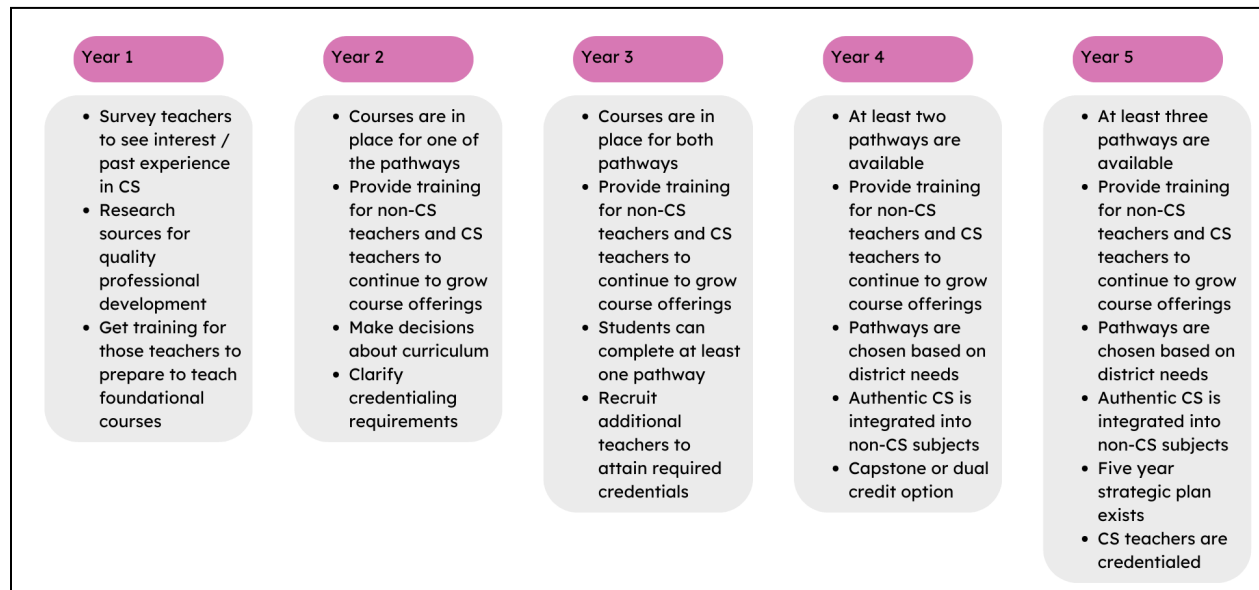 Year 1
• Survey teachers
to see interest /
past experience
in CS
• Research
sources for
quality
professional
development
• Get training for
those teachers to
prepare to teach
foundational
courses
Year 2
• Courses are in
place for one of
the pathways
• Provide training
for non-CS
teachers and CS
teachers to
continue to grow
course offerings
• Make decisions
about curriculum
• Clarify
credentialing
requirements
Year 3
• Courses are in
place for both
pathways
• Provide training
for non-CS
teachers and CS
teachers to
continue to grow
course offerings
• Students can
complete at least
one pathway
• Recruit
additional
teachers to
attain required
credentials
Year 4
• At least two
pathways are
available
• Provide training
for non-CS
teachers and CS
teachers to
continue to grow
course offerings
• Pathways are
chosen based on
district needs
• Authentic CS is
integrated into
non-CS subjects
• Capstone or dual
credit option
Year 5
• At least three
pathways are
available
• Provide training
for non-CS
teachers and CS
teachers to
continue to grow
course offerings
• Pathways are
chosen based on
district needs
• Authentic CS is
integrated into
non-CS subjects
• Five year
strategic plan
exists
• CS teachers are
credentialed